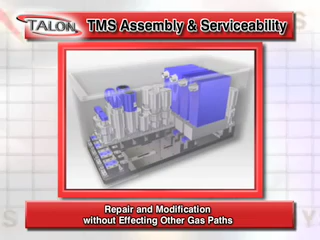 TALON
TMS Assembly & Serviceability
Repair and Modification
without Effecting Other Gas Paths